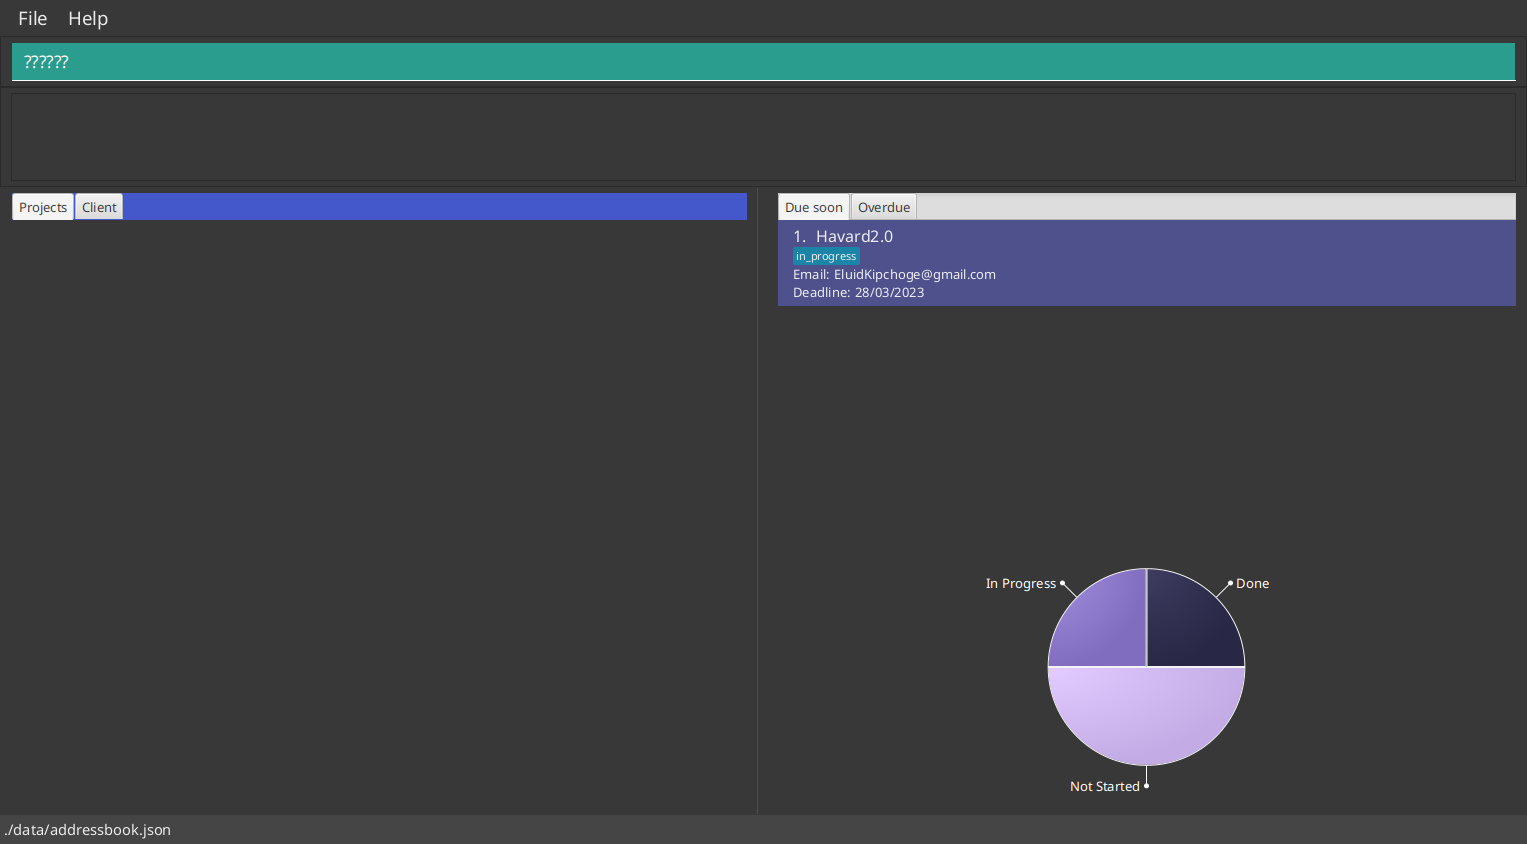 File Help
??????
Projects Client
Due soon Overdue
1. Havard2.0
in_progress
Email: EluidKipchoge@gmail.com
Deadline: 28/03/2023
In Progress
Done
Not Started
./data/addressbook.json